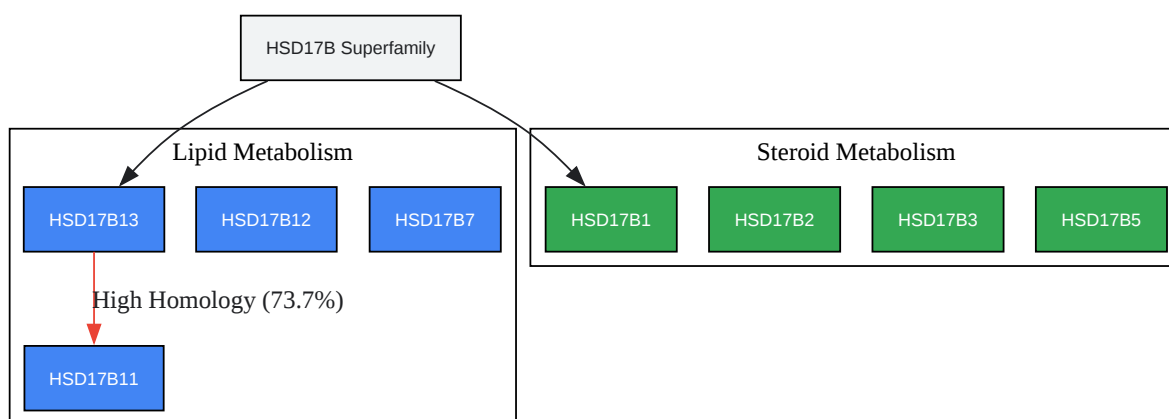 HSD17B Superfamily
Lipid Metabolism
Steroid Metabolism
HSD17B13
HSD17B12
HSD17B7
HSD17B1
HSD17B2
HSD17B3
HSD17B5
High Homology (73.7%)
HSD17B11